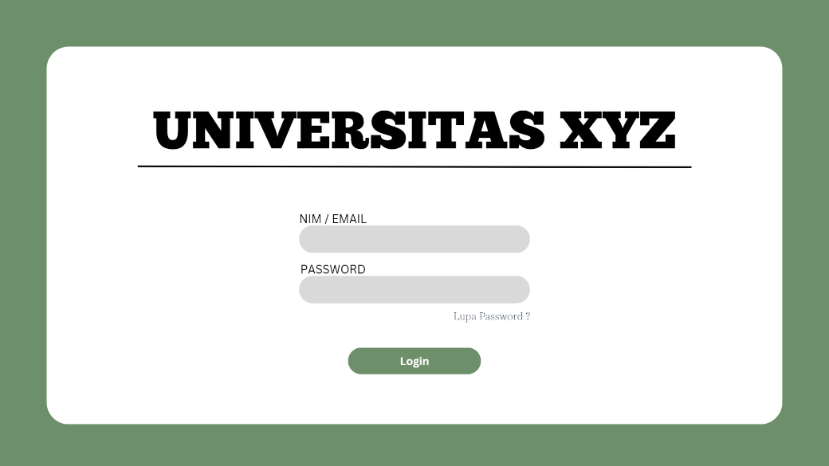 UNIVERSITAS XYZ
NIM / EMAIL
PASSWORD
Lupa Password ?
Login